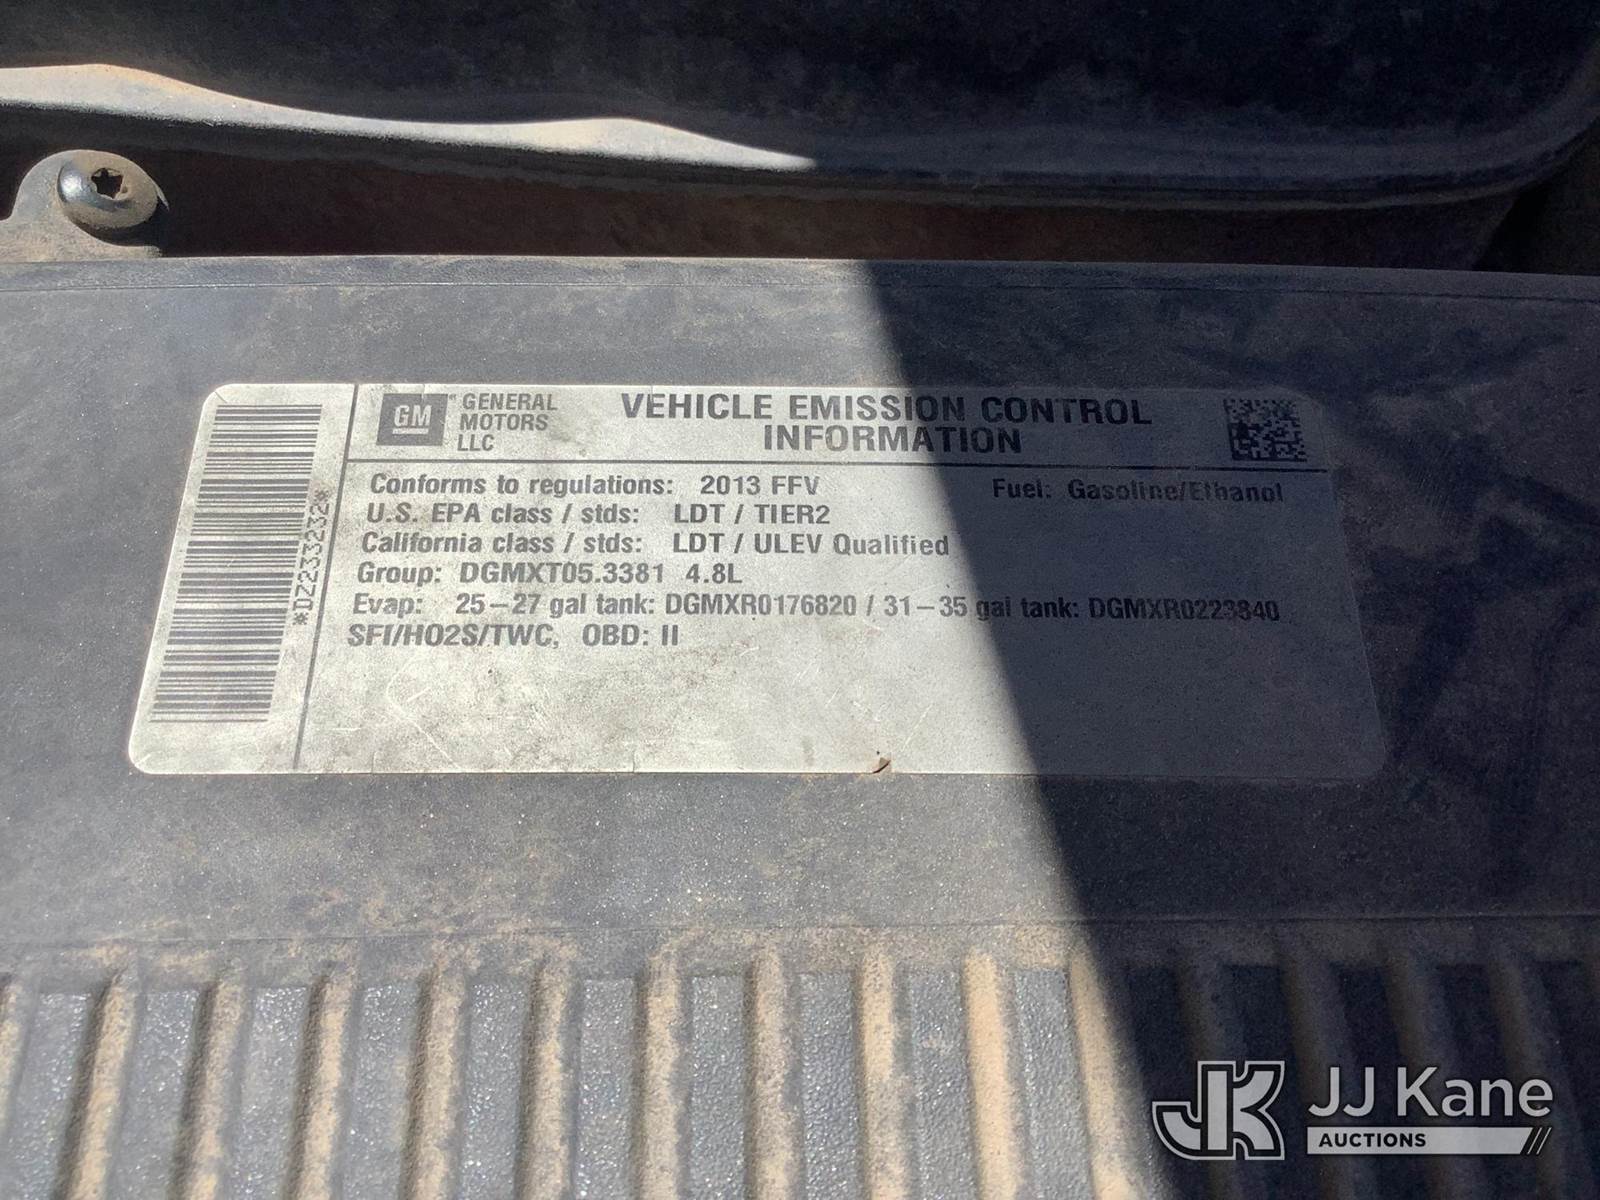 GM
GENERAL
MOTORS
LLC
VEHICLE EMISSION CONTROL
INFORMATION
Conforms to regulations: 2013 FFV
Fuel: Gasoline/Ethanol
U.S. EPA class / stds: LDT / TIER2
California class / stds: LDT / ULEV Qualified
Group: DGMXT05.3381 4.8L
Evap: 25-27 gal tank: DGMXR0176820 / 31-35 gal tank: DGMXR0223840
SFI/HO2S/TWC, OBD: II
*DZ233232*
JK JJ Kane
AUCTIONS